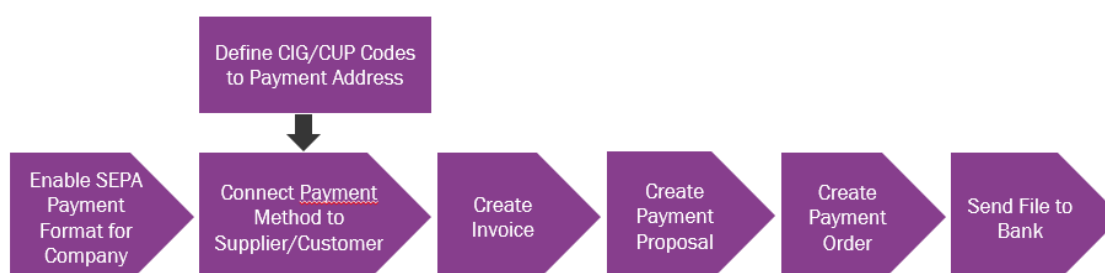 Define CIG/CUP Codes
to Payment Address
Enable SEPA
Payment
Format for
Company
Connect Payment
Method to
Supplier/Customer
Create
Invoice
Create
Payment
Proposal
Create
Payment
Order
Send File to
Bank